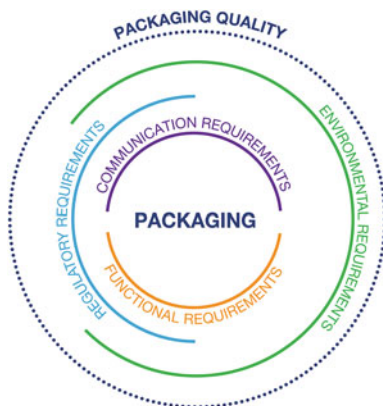 PACKAGING QUALITY
ENVIRONMENTAL REQUIREMENTS
REGULATORY REQUIREMENTS
COMMUNICATION REQUIREMENTS
PACKAGING
FUNCTIONAL REQUIREMENTS